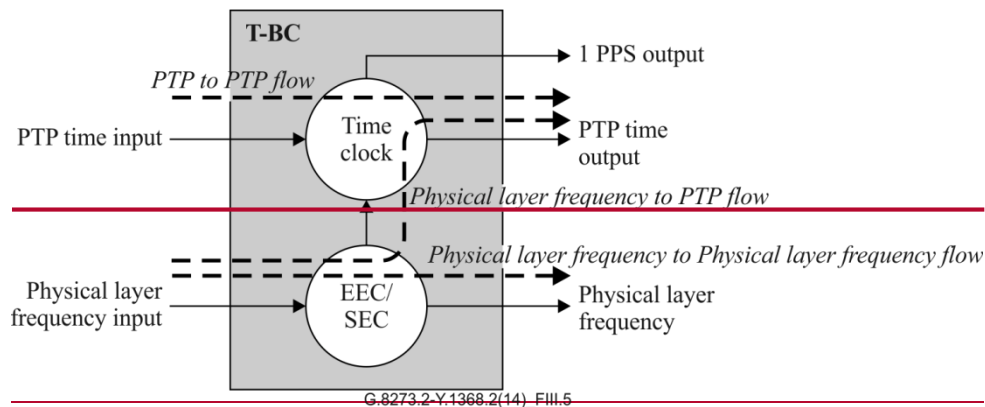 T-BC
1 PPS output
PTP to PTP flow
PTP time input
Time
clock
PTP time
output
Physical layer frequency to PTP flow
Physical layer frequency to Physical layer frequency flow
Physical layer
frequency input
EEC/
SEC
Physical layer
frequency
G.8273.2-Y.1368.2(14)_FIII.5